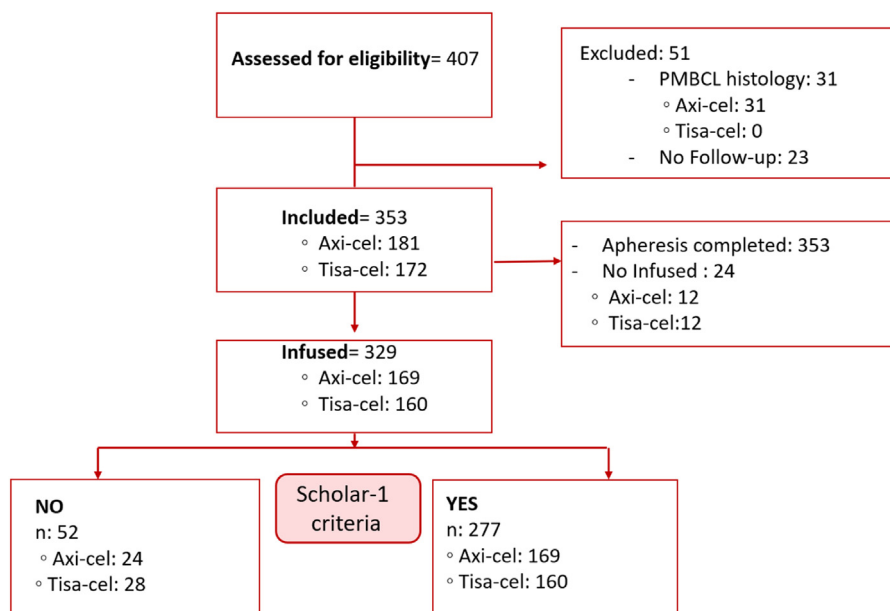 Assessed for eligibility= 407
Excluded: 51
- PMBCL histology: 31
◦ Axi-cel: 31
◦ Tisa-cel: 0
- No Follow-up: 23
Included= 353
◦ Axi-cel: 181
◦ Tisa-cel: 172
- Apheresis completed: 353
- No Infused : 24
◦ Axi-cel: 12
◦ Tisa-cel:12
Infused= 329
◦ Axi-cel: 169
◦ Tisa-cel: 160
Scholar-1
criteria
NO
n: 52
◦ Axi-cel: 24
◦ Tisa-cel: 28
YES
n: 277
◦ Axi-cel: 169
◦ Tisa-cel: 160